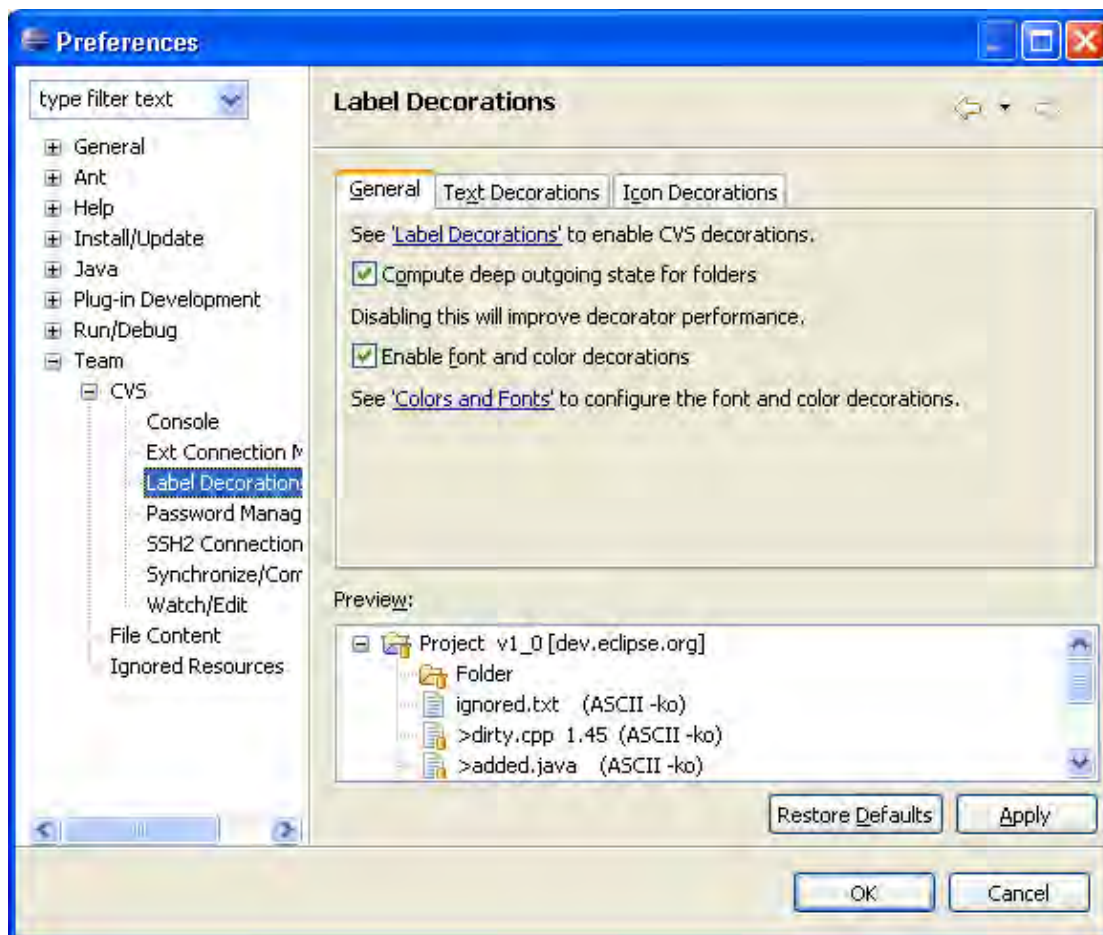 Preferences
type filter text
General
Ant
Help
Install/Update
Java
Plug-in Development
Run/Debug
Team
CVS
Console
Ext Connection M
Label Decorations
Password Manag
SSH2 Connection
Synchronize/Com
Watch/Edit
File Content
Ignored Resources
Label Decorations
General Text Decorations Icon Decorations
See 'Label Decorations' to enable CVS decorations.
Compute deep outgoing state for folders
Disabling this will improve decorator performance.
Enable font and color decorations
See 'Colors and Fonts' to configure the font and color decorations.
Preview:
Project v1_0 [dev.eclipse.org]
Folder
ignored.txt (ASCII -ko)
>dirty.cpp 1.45 (ASCII -ko)
>added.java (ASCII -ko)
Restore Defaults Apply
OK Cancel